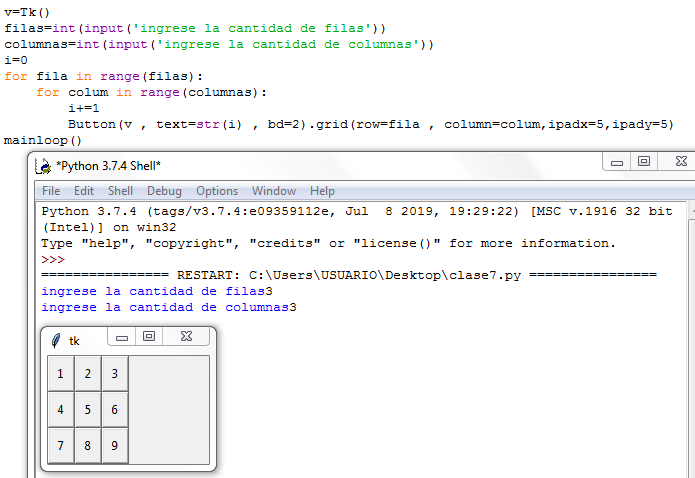 v=Tk()
filas=int(input('ingrese la cantidad de filas'))
columnas=int(input('ingrese la cantidad de columnas'))
i=0
for fila in range(filas):
    for colum in range(columnas):
        i+=1
        Button(v , text=str(i) , bd=2).grid(row=fila , column=colum,ipadx=5,ipady=5)
mainloop()
*Python 3.7.4 Shell*
File Edit Shell Debug Options Window Help
Python 3.7.4 (tags/v3.7.4:e09359112e, Jul  8 2019, 19:29:22) [MSC v.1916 32 bit
(Intel)] on win32
Type "help", "copyright", "credits" or "license()" for more information.
>>>
================ RESTART: C:\Users\USUARIO\Desktop\clase7.py ================
ingrese la cantidad de filas3
ingrese la cantidad de columnas3
tk
1 2 3
4 5 6
7 8 9